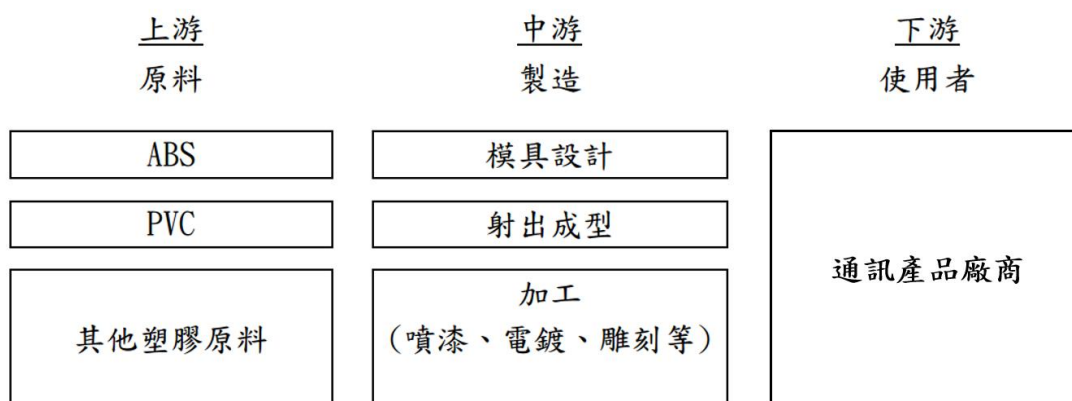 上游
原料
ABS
PVC
其他塑膠原料
中游
製造
模具設計
射出成型
加工
(噴漆、電鍍、雕刻等)
下游
使用者
通訊產品廠商